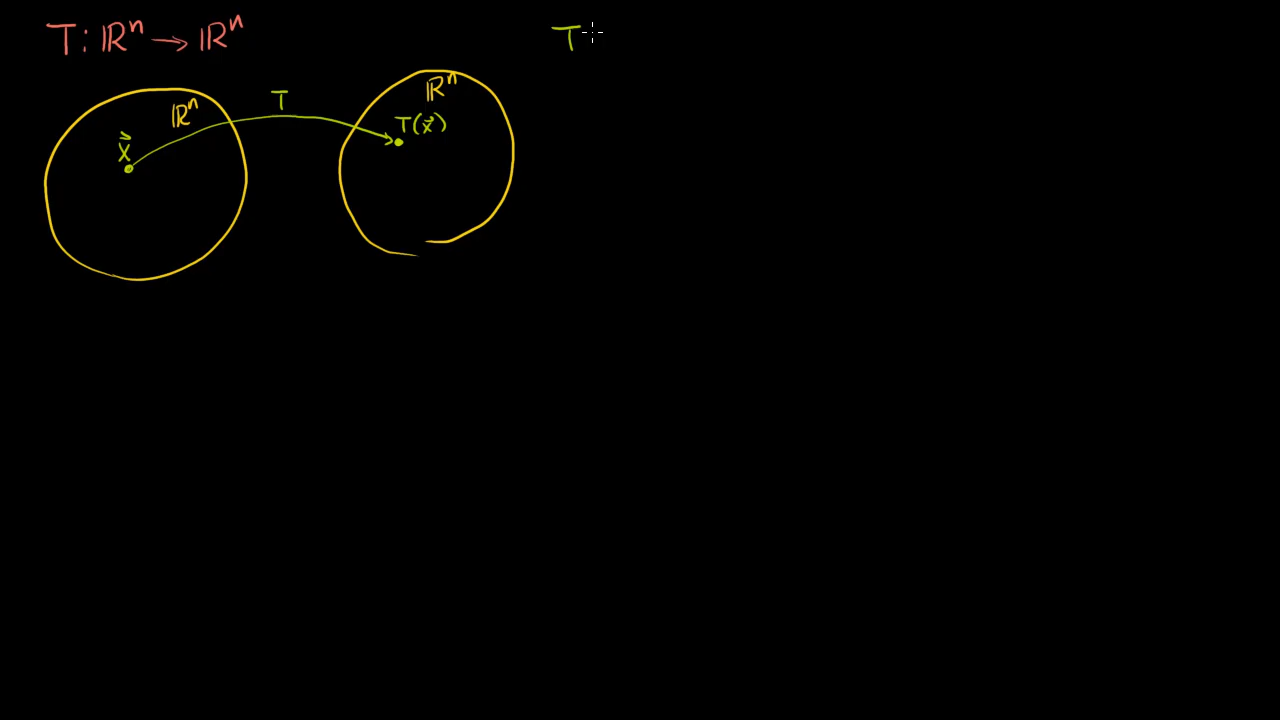 T: ℝⁿ → ℝⁿ
T
ℝⁿ
T
ℝⁿ
x⃗
T(x⃗)